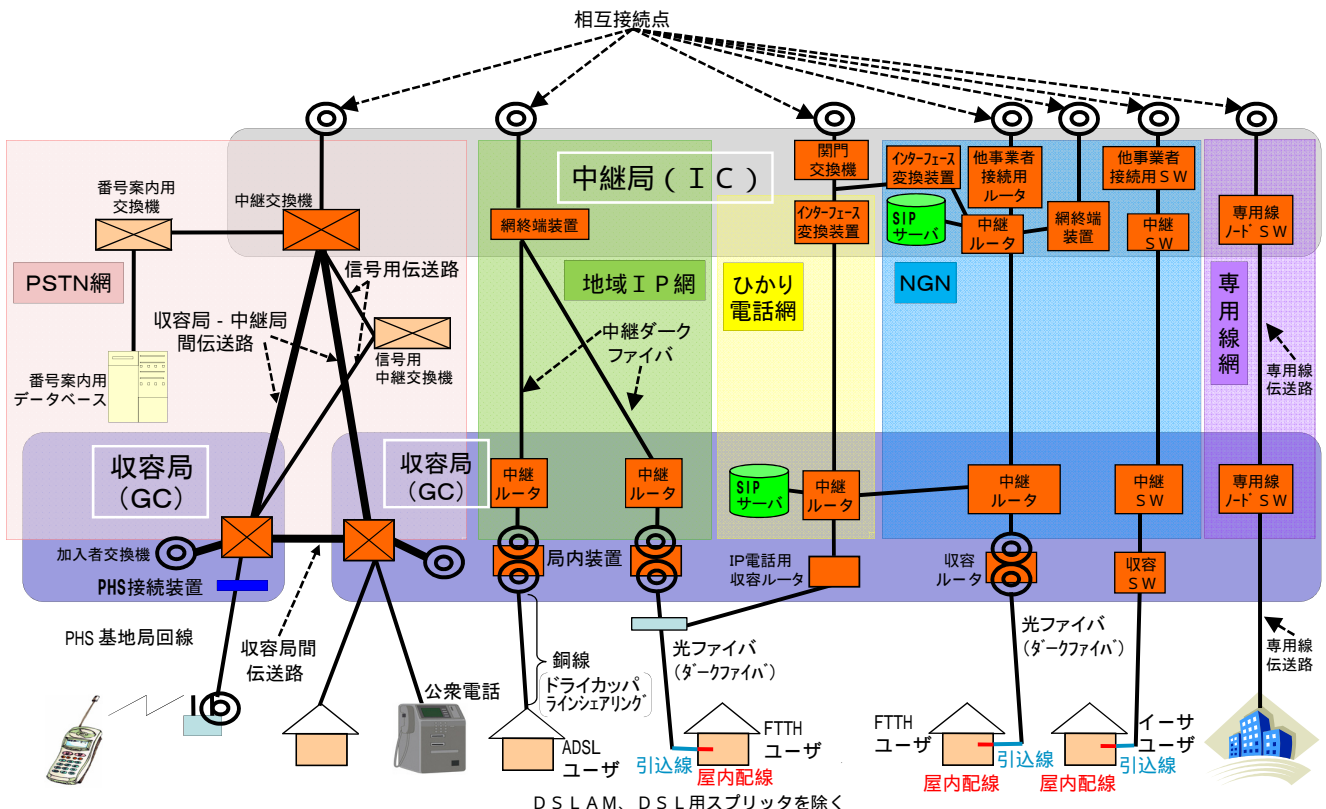 相互接続点
中継局(IC)
関門
交換機
インターフェース
変換装置
他事業者
接続用
ルータ
他事業者
接続用SW
番号案内用
交換機
中継交換機
網終端装置
インターフェース
変換装置
SIP
サーバ
中継
ルータ
網終端
装置
中継
SW
専用線
ノードSW
PSTN網
信号用伝送路
地域IP網
ひかり
電話網
NGN
専用線網
収容局-中継局
間伝送路
信号用
中継交換機
中継ダーク
ファイバ
専用線
伝送路
番号案内用
データベース
収容局
(GC)
収容局
(GC)
中継
ルータ
中継
ルータ
SIP
サーバ
中継
ルータ
中継
ルータ
中継
SW
専用線
ノードSW
加入者交換機
局内装置
IP電話用
収容ルータ
収容
ルータ
収容
SW
PHS接続装置
PHS基地局回線
収容局間
伝送路
銅線
ドライカッパ
ラインシェアリング
光ファイバ
(ダークファイバ)
光ファイバ
(ダークファイバ)
専用線
伝送路
公衆電話
ADSL
ユーザ
FTTH
ユーザ
引込線
屋内配線
FTTH
ユーザ
引込線
屋内配線
イーサ
ユーザ
引込線
屋内配線
DSLAM、DSL用スプリッタを除く